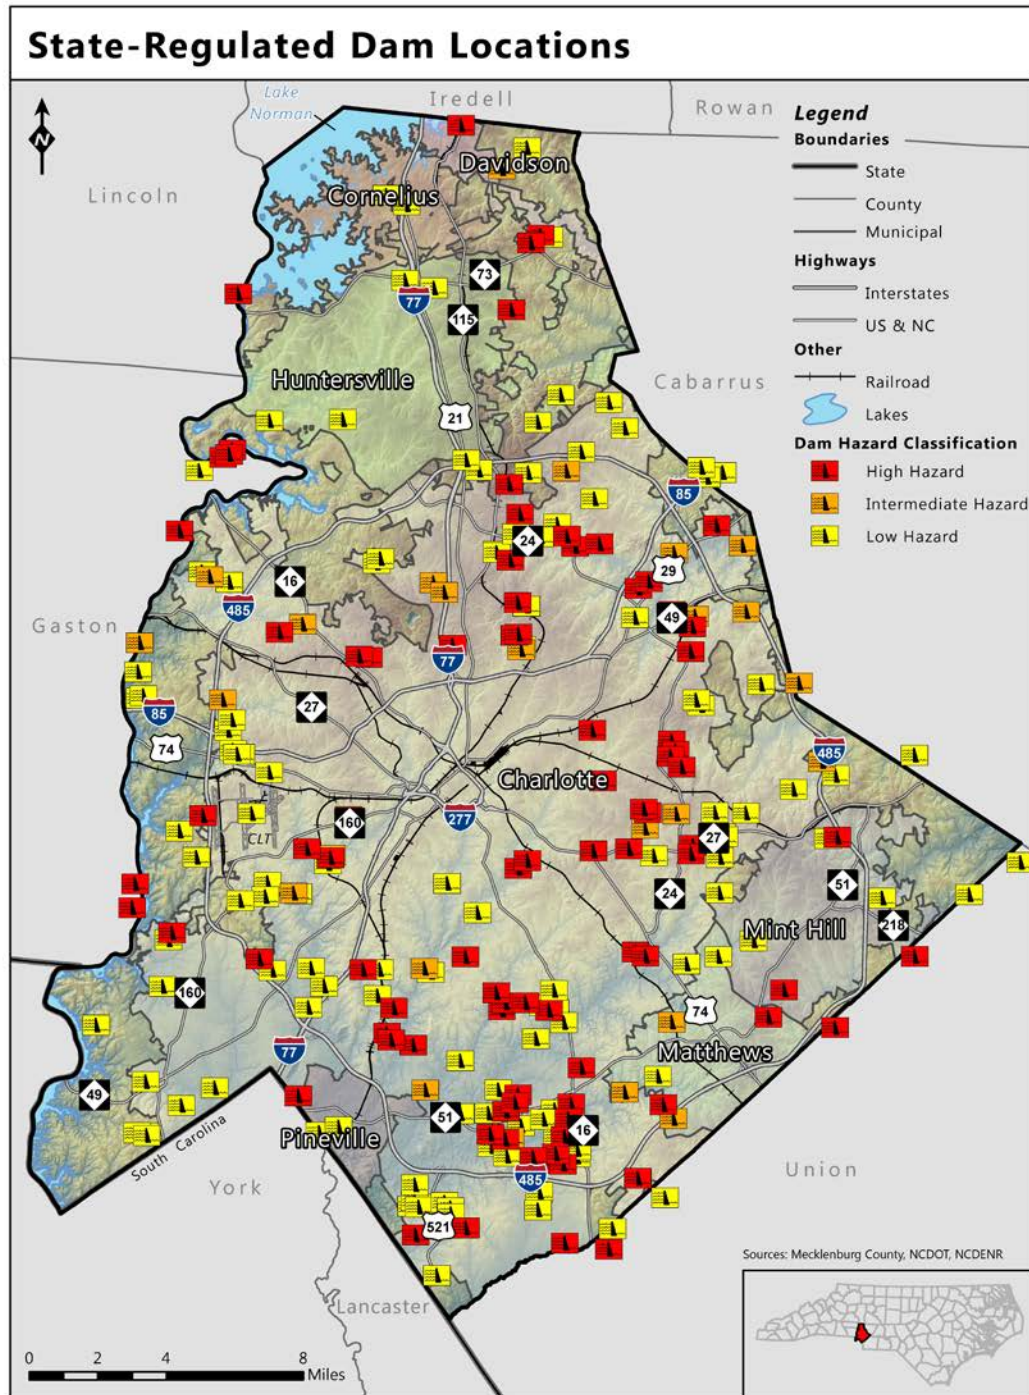 State-Regulated Dam Locations
Lake
Norman
Iredell
Rowan
Legend
Boundaries
State
County
Municipal
Highways
Interstates
US & NC
Other
Railroad
Lakes
Dam Hazard Classification
High Hazard
Intermediate Hazard
Low Hazard
N
Lincoln
Davidson
Cornelius
73
77
115
Huntersville
Cabarrus
21
85
24
29
16
485
49
Gaston
77
27
85
74
485
Charlotte
277
160
CLT
27
24
51
218
Mint Hill
160
74
77
Matthews
49
51
16
Pineville
South Carolina
485
York
Union
521
Lancaster
Sources: Mecklenburg County, NCDOT, NCDENR
0 2 4 8
Miles